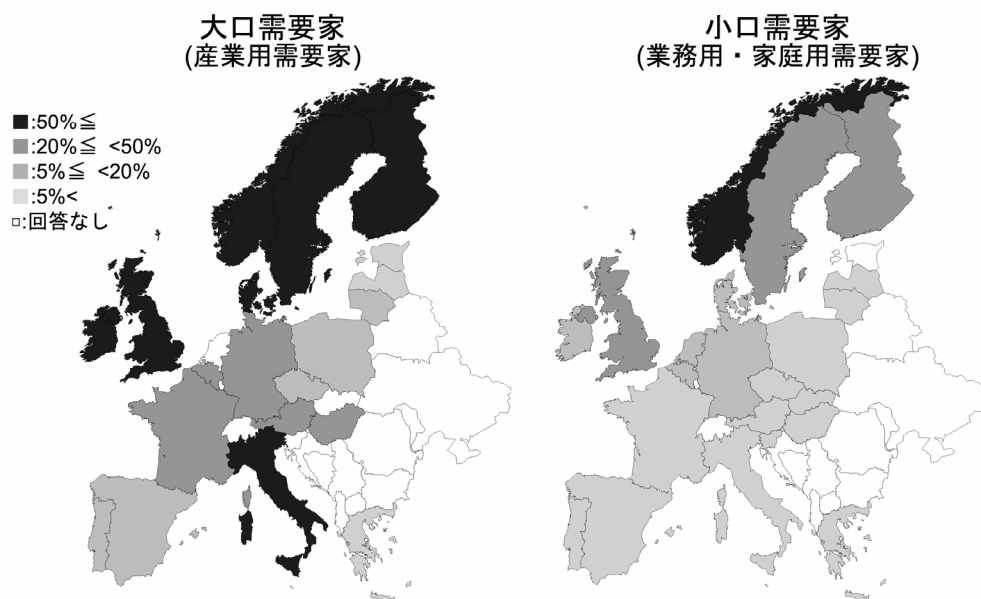 大口需要家
(産業用需要家)
小口需要家
(業務用・家庭用需要家)
■:50%≦
■:20%≦ <50%
■:5%≦ <20%
■:5%<
□:回答なし